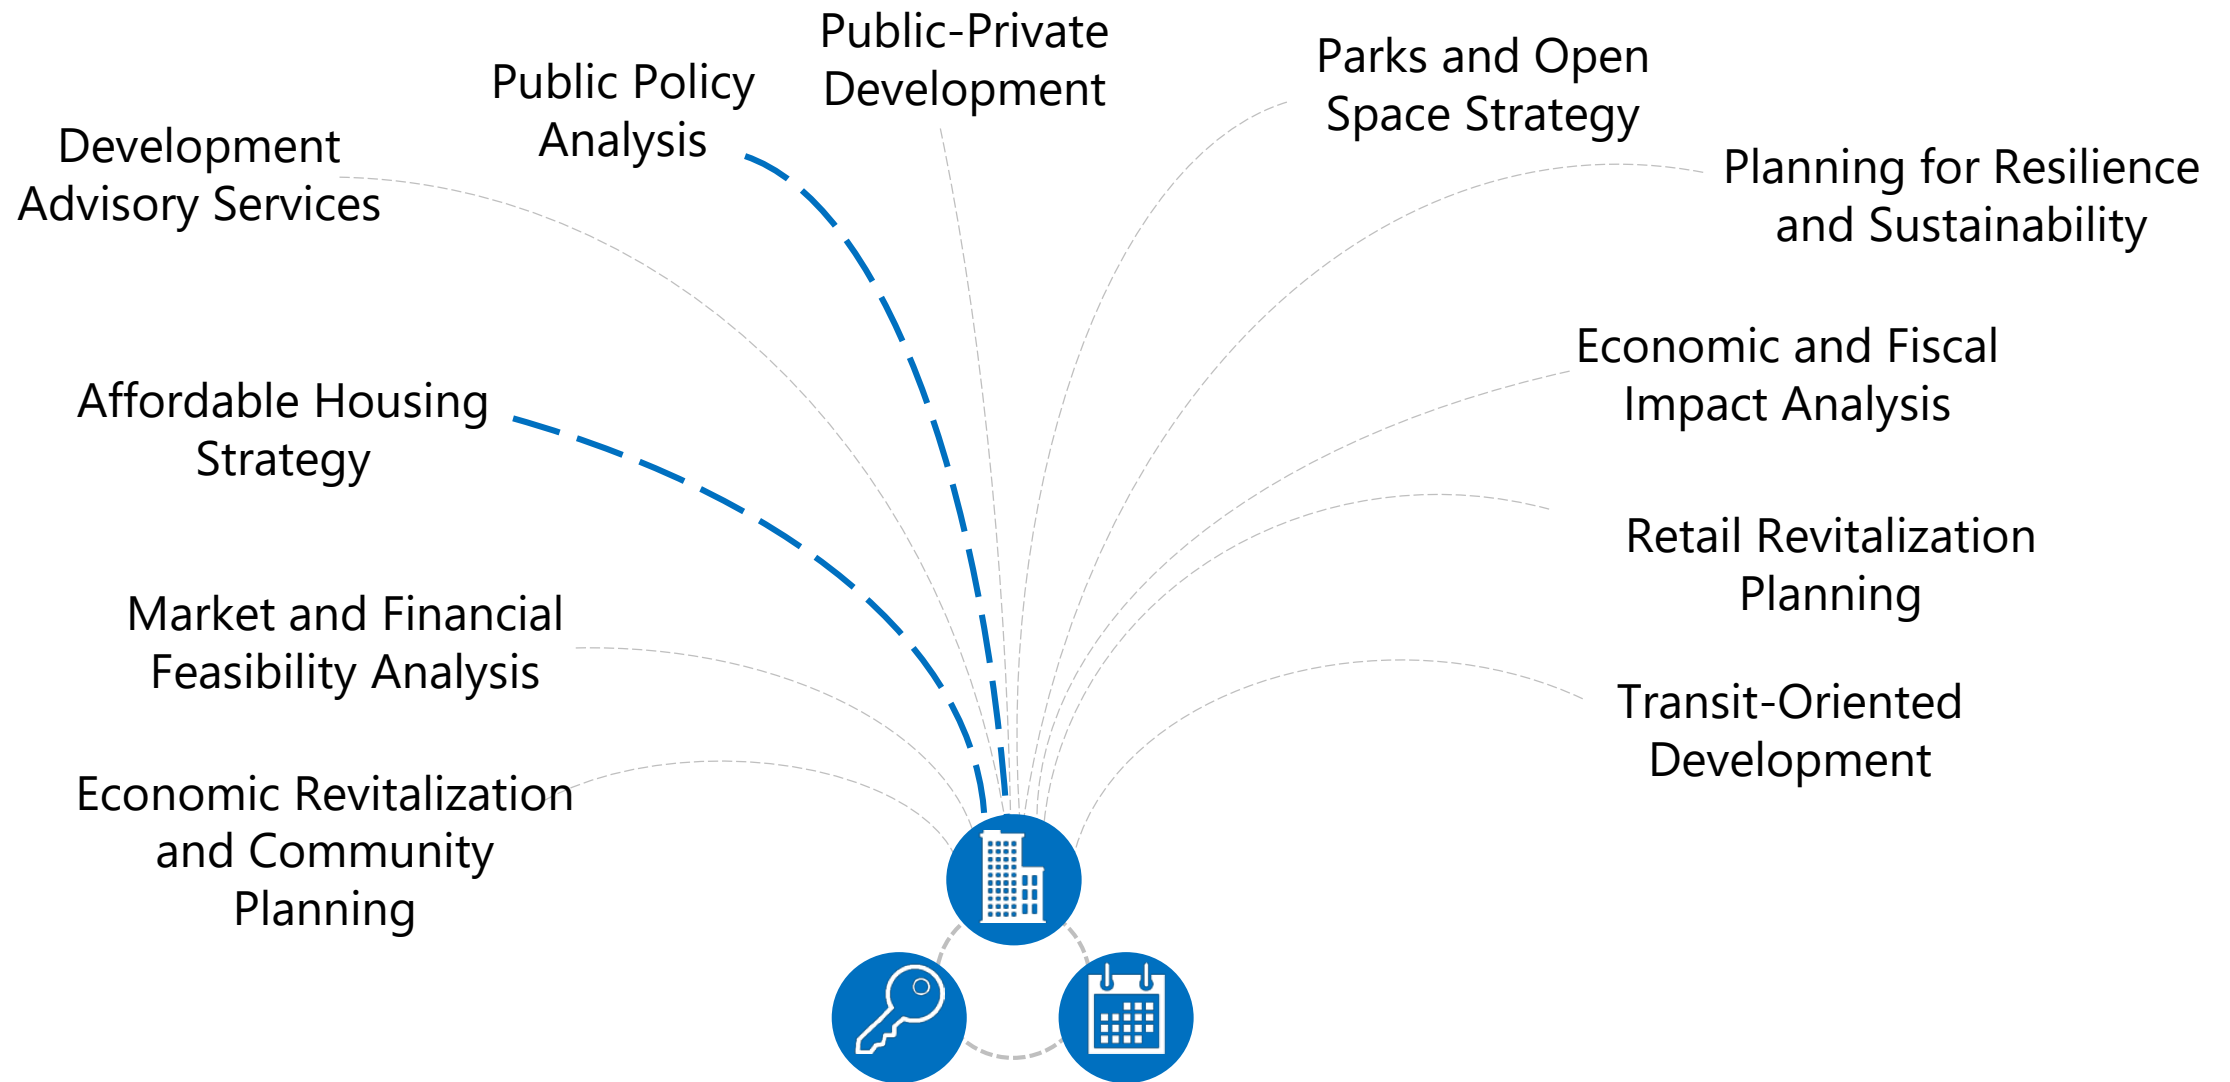 Public-Private
Development
Public Policy
Analysis
Development
Advisory Services
Affordable Housing
Strategy
Market and Financial
Feasibility Analysis
Economic Revitalization
and Community
Planning
Parks and Open
Space Strategy
Planning for Resilience
and Sustainability
Economic and Fiscal
Impact Analysis
Retail Revitalization
Planning
Transit-Oriented
Development